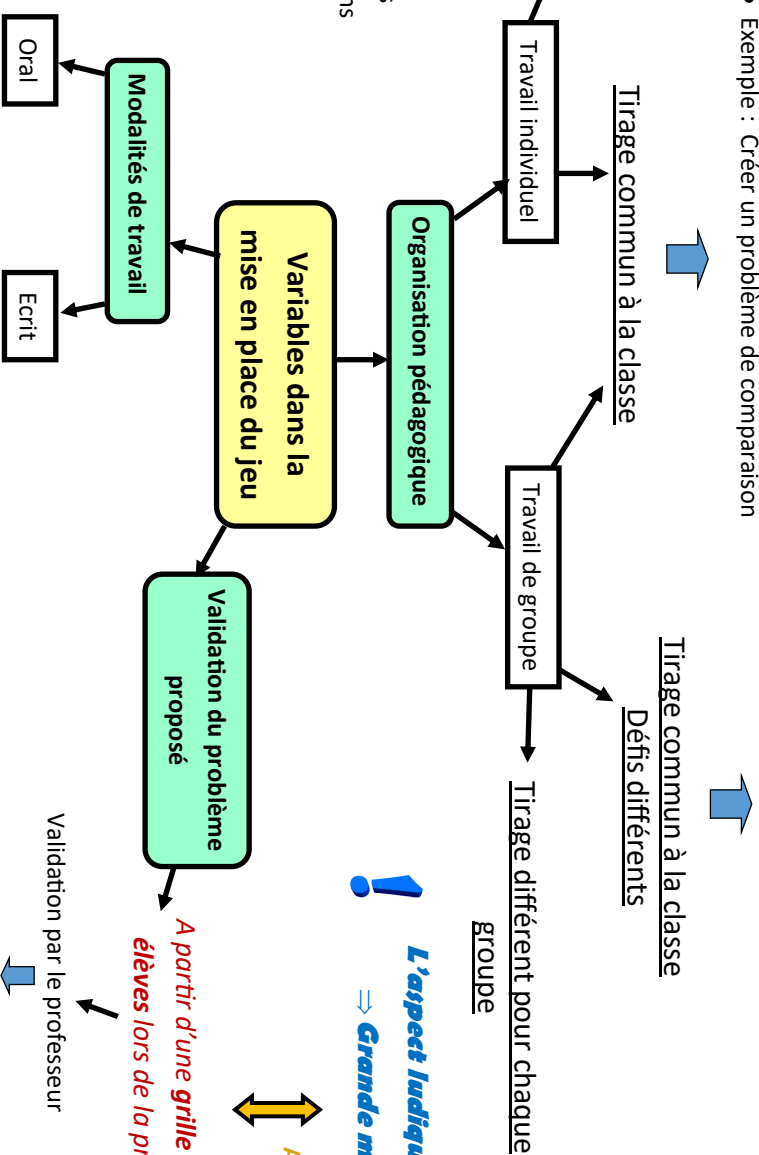 Exemple : Créer un problème de comparaison
Tirage commun à la classe
Tirage commun à la classe
Défis différents
Travail individuel
Travail de groupe
Tirage différent pour chaque
groupe
Organisation pédagogique
L'aspect ludiqu
⇒ Grande m
Variables dans la
mise en place du jeu
ns
Modalités de travail
Validation du problème
proposé
A partir d'une grille
élèves lors de la pr
Oral
Ecrit
Validation par le professeur